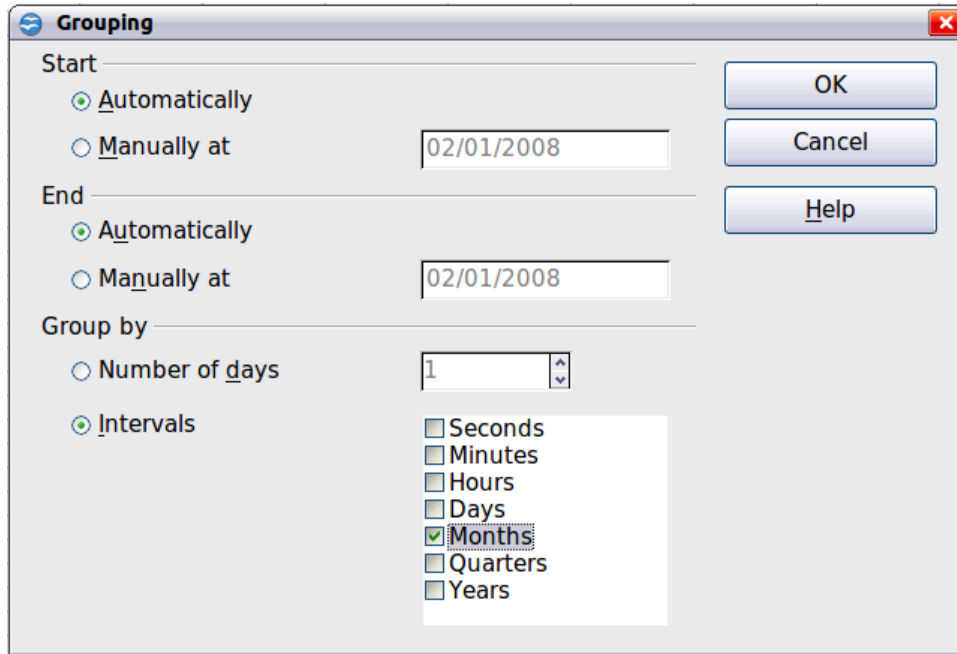 Grouping
Start
Automatically
Manually at 02/01/2008
End
Automatically
Manually at 02/01/2008
Group by
Number of days 1
Intervals
Seconds
Minutes
Hours
Days
Months
Quarters
Years
OK
Cancel
Help